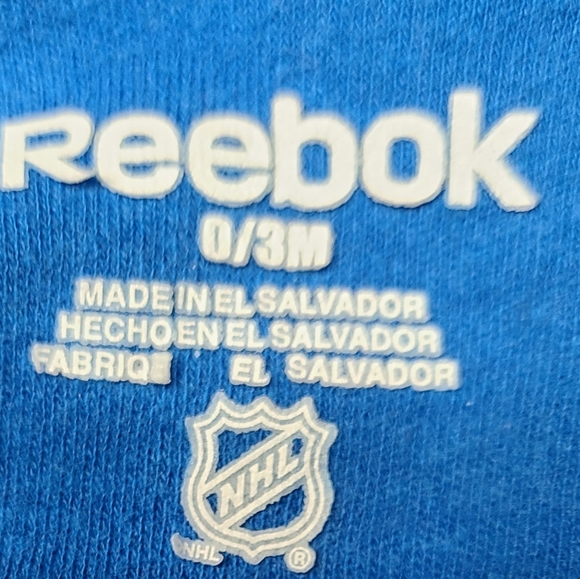 Reebok
0/3M
MADE IN EL SALVADOR
HECHO EN EL SALVADOR
FABRIQE EL SALVADOR
NHL
NHL ®